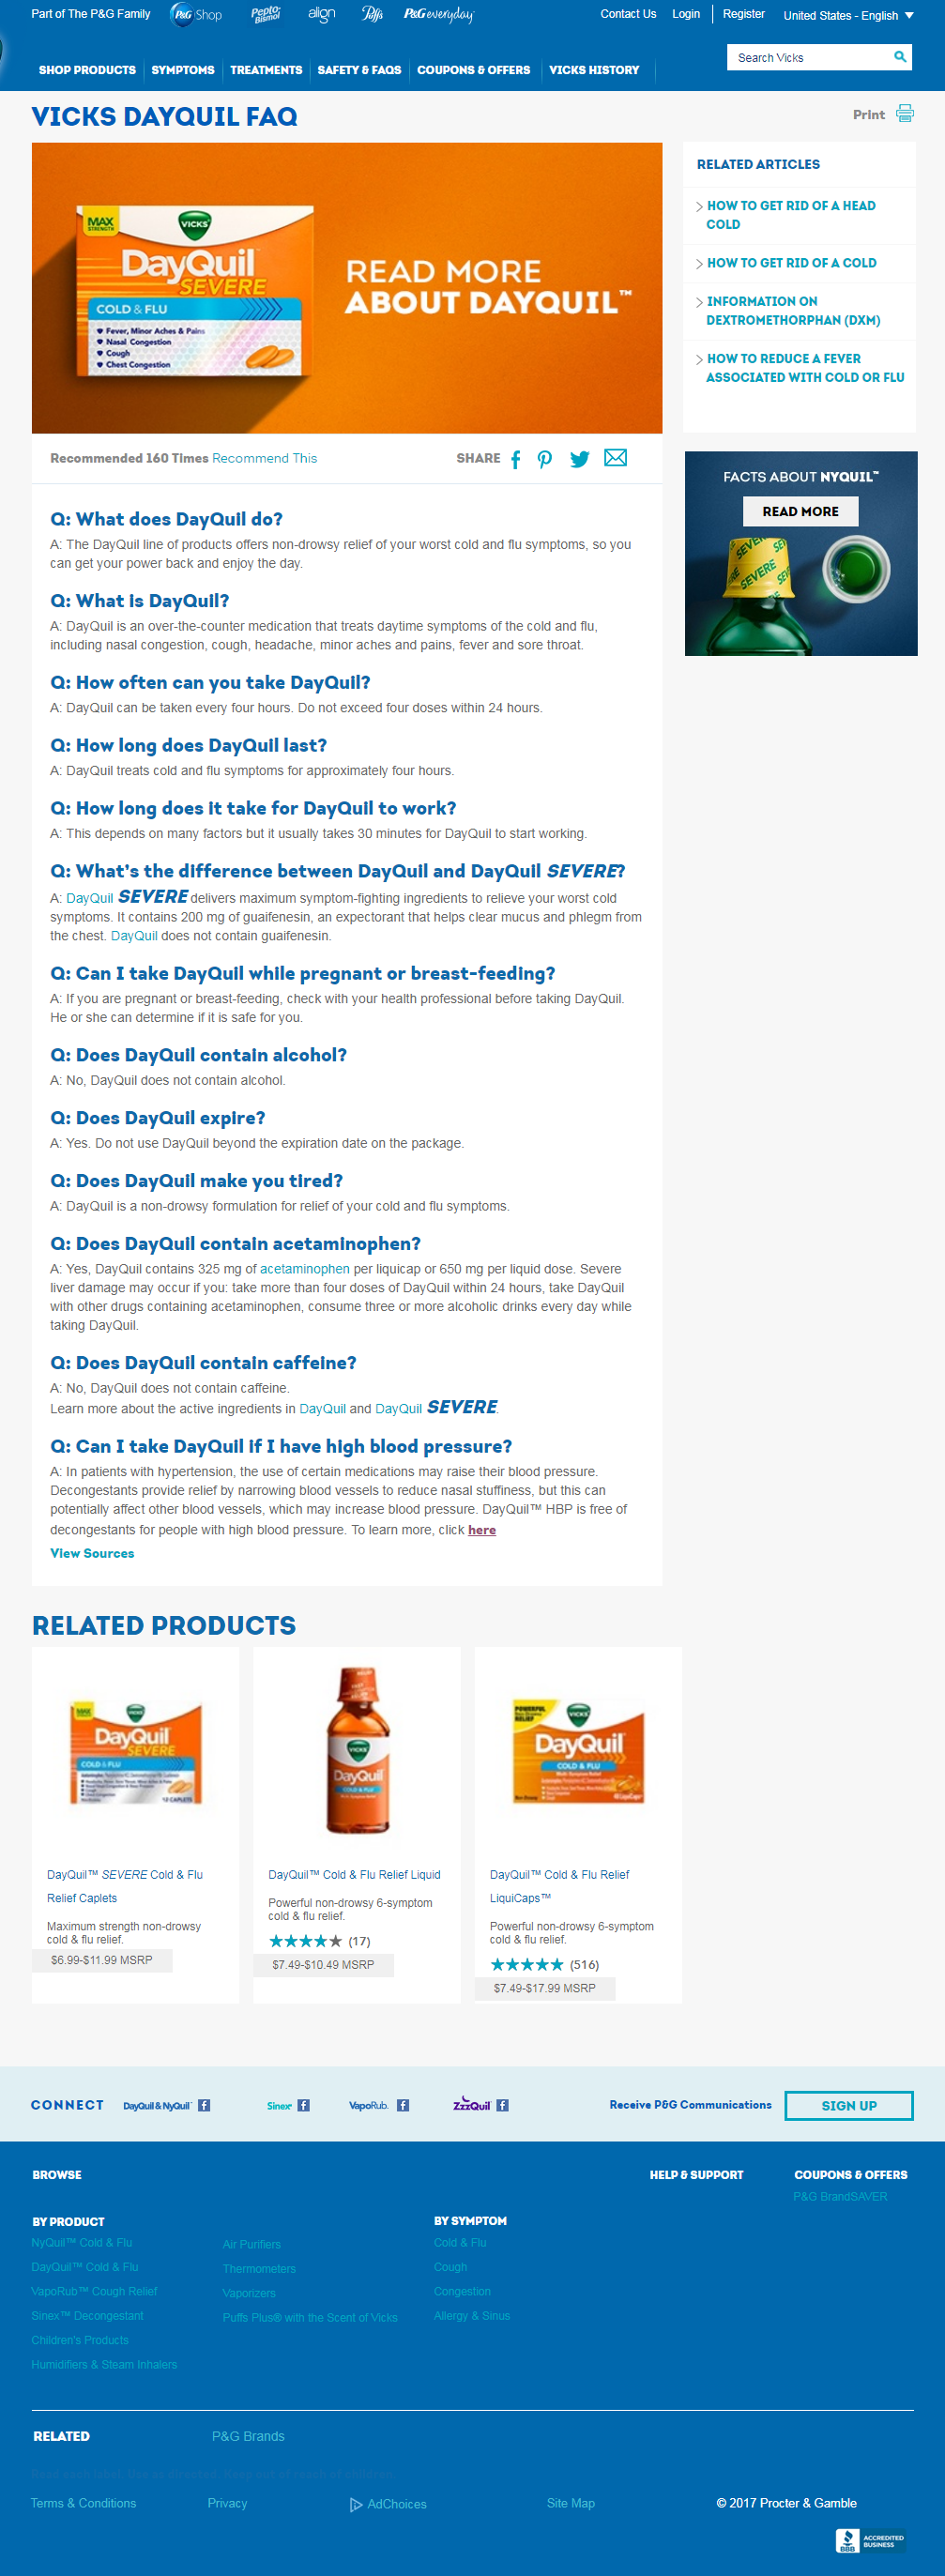 Part of The P&G Family
P&G Shop
Pepto Bismol
align
Puffs
P&G everyday
Contact Us
Login
Register
United States - English
SHOP PRODUCTS
SYMPTOMS
TREATMENTS
SAFETY & FAQS
COUPONS & OFFERS
VICKS HISTORY
Search Vicks
VICKS DAYQUIL FAQ
Print
MAX
STRENGTH
VICKS
DayQuil™
SEVERE
COLD & FLU
Fever, Minor Aches & Pains
Nasal Congestion
Cough
Chest Congestion
READ MORE
ABOUT DAYQUIL™
RELATED ARTICLES
HOW TO GET RID OF A HEAD
COLD
HOW TO GET RID OF A COLD
INFORMATION ON
DEXTROMETHORPHAN (DXM)
HOW TO REDUCE A FEVER
ASSOCIATED WITH COLD OR FLU
Recommended 160 Times Recommend This
SHARE
FACTS ABOUT NYQUIL™
READ MORE
SEVERE
SEVERE
SEVERE
Q: What does DayQuil do?
A: The DayQuil line of products offers non-drowsy relief of your worst cold and flu symptoms, so you
can get your power back and enjoy the day.
Q: What is DayQuil?
A: DayQuil is an over-the-counter medication that treats daytime symptoms of the cold and flu,
including nasal congestion, cough, headache, minor aches and pains, fever and sore throat.
Q: How often can you take DayQuil?
A: DayQuil can be taken every four hours. Do not exceed four doses within 24 hours.
Q: How long does DayQuil last?
A: DayQuil treats cold and flu symptoms for approximately four hours.
Q: How long does it take for DayQuil to work?
A: This depends on many factors but it usually takes 30 minutes for DayQuil to start working.
Q: What's the difference between DayQuil and DayQuil SEVERE?
A: DayQuil SEVERE delivers maximum symptom-fighting ingredients to relieve your worst cold
symptoms. It contains 200 mg of guaifenesin, an expectorant that helps clear mucus and phlegm from
the chest. DayQuil does not contain guaifenesin.
Q: Can I take DayQuil while pregnant or breast-feeding?
A: If you are pregnant or breast-feeding, check with your health professional before taking DayQuil.
He or she can determine if it is safe for you.
Q: Does DayQuil contain alcohol?
A: No, DayQuil does not contain alcohol.
Q: Does DayQuil expire?
A: Yes. Do not use DayQuil beyond the expiration date on the package.
Q: Does DayQuil make you tired?
A: DayQuil is a non-drowsy formulation for relief of your cold and flu symptoms.
Q: Does DayQuil contain acetaminophen?
A: Yes, DayQuil contains 325 mg of acetaminophen per liquicap or 650 mg per liquid dose. Severe
liver damage may occur if you: take more than four doses of DayQuil within 24 hours, take DayQuil
with other drugs containing acetaminophen, consume three or more alcoholic drinks every day while
taking DayQuil.
Q: Does DayQuil contain caffeine?
A: No, DayQuil does not contain caffeine.
Learn more about the active ingredients in DayQuil and DayQuil SEVERE.
Q: Can I take DayQuil if I have high blood pressure?
A: In patients with hypertension, the use of certain medications may raise their blood pressure.
Decongestants provide relief by narrowing blood vessels to reduce nasal stuffiness, but this can
potentially affect other blood vessels, which may increase blood pressure. DayQuil™ HBP is free of
decongestants for people with high blood pressure. To learn more, click here
View Sources
RELATED PRODUCTS
MAX
VICKS
DayQuil
SEVERE
COLD & FLU
VICKS
DayQuil
COLD & FLU
POWERFUL
RELIEF
VICKS
DayQuil
COLD & FLU
DayQuil™ SEVERE Cold & Flu
Relief Caplets
Maximum strength non-drowsy
cold & flu relief.
$6.99-$11.99 MSRP
DayQuil™ Cold & Flu Relief Liquid
Powerful non-drowsy 6-symptom
cold & flu relief.
(17)
$7.49-$10.49 MSRP
DayQuil™ Cold & Flu Relief
LiquiCaps™
Powerful non-drowsy 6-symptom
cold & flu relief.
(516)
$7.49-$17.99 MSRP
CONNECT
DayQuil & NyQuil
Sinex
VapoRub
ZzzQuil
Receive P&G Communications
SIGN UP
BROWSE
HELP & SUPPORT
COUPONS & OFFERS
P&G BrandSAVER
BY PRODUCT
NyQuil™ Cold & Flu
DayQuil™ Cold & Flu
VapoRub™ Cough Relief
Sinex™ Decongestant
Children's Products
Humidifiers & Steam Inhalers
Air Purifiers
Thermometers
Vaporizers
Puffs Plus® with the Scent of Vicks
BY SYMPTOM
Cold & Flu
Cough
Congestion
Allergy & Sinus
RELATED
P&G Brands
Terms & Conditions
Privacy
AdChoices
Site Map
© 2017 Procter & Gamble
BBB
ACCREDITED
BUSINESS